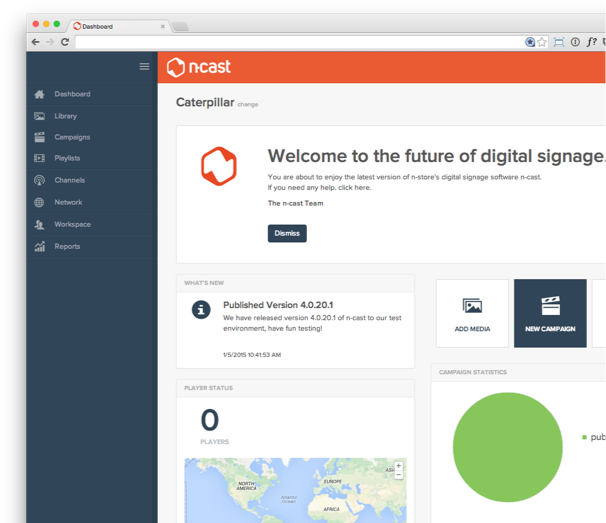 Dashboard
n·cast
Caterpillar change
Dashboard
Library
Campaigns
Playlists
Channels
Network
Workspace
Reports
Welcome to the future of digital signage.
You are about to enjoy the latest version of n-store's digital signage software n-cast.
If you need any help. click here.
The n-cast Team
Dismiss
WHAT'S NEW
Published Version 4.0.20.1
We have released version 4.0.20.1 of n-cast to our test
environment, have fun testing!
1/5/2015 10:41:53 AM
ADD MEDIA
NEW CAMPAIGN
PLAYER STATUS
0
PLAYERS
NORTH
AMERICA
Atlantic
Ocean
EUROPE
AFRICA
ASI
+
−
CAMPAIGN STATISTICS
pub